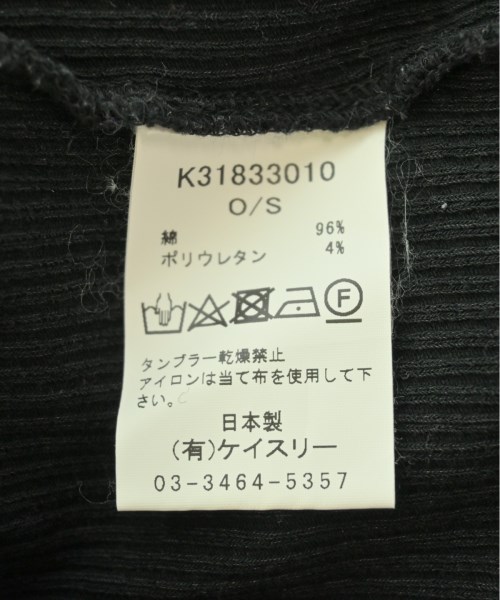 K31833010
O/S
綿 96%
ポリウレタン 4%
F
タンブラー乾燥禁止
アイロンは当て布を使用して下
さい。
日本製
(有)ケイスリー
03-3464-5357